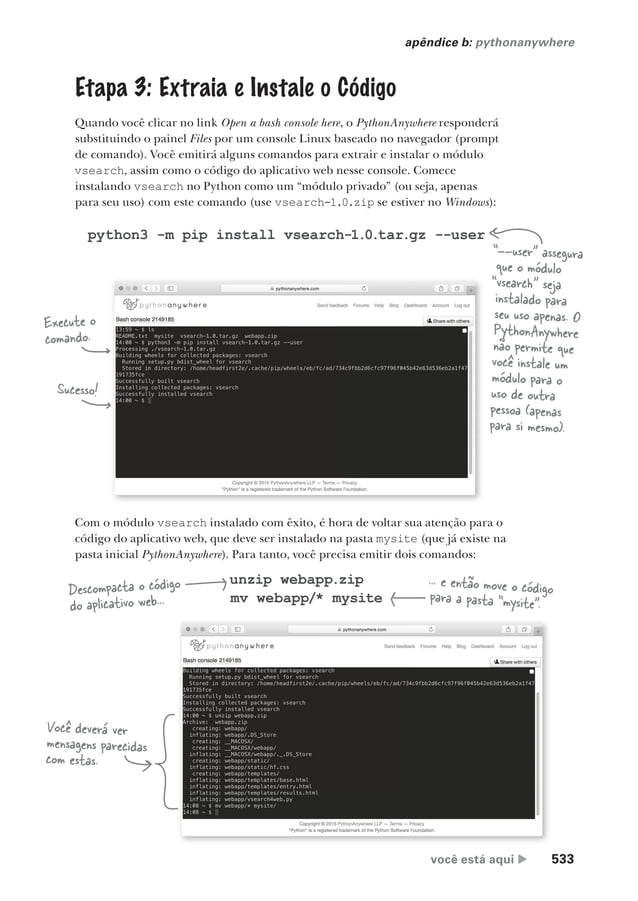 apêndice b: pythonanywhere
Etapa 3: Extraia e Instale o Código
Quando você clicar no link Open a bash console here, o PythonAnywhere responderá
substituindo o painel Files por um console Linux baseado no navegador (prompt
de comando). Você emitirá alguns comandos para extrair e instalar o módulo
vsearch, assim como o código do aplicativo web nesse console. Comece
instalando vsearch no Python como um “módulo privado” (ou seja, apenas
para seu uso) com este comando (use vsearch-1.0.zip se estiver no Windows):
python3 -m pip install vsearch-1.0.tar.gz --user
“--user” assegura
que o módulo
“vsearch” seja
instalado para
seu uso apenas. O
PythonAnywhere
não permite que
você instale um
módulo para o
uso de outra
pessoa (apenas
para si mesmo).
Execute o
comando.
Sucesso!
pythonanywhere.com
pythonanywhere
Send feedback Forums Help Blog Dashboard Account Log out
Bash console 2149185
Share with others
13:59 ~ $ ls
README.txt mysite vsearch-1.0.tar.gz webapp.zip
14:00 ~ $ python3 -m pip install vsearch-1.0.tar.gz --user
Processing ./vsearch-1.0.tar.gz
Building wheels for collected packages: vsearch
Running setup.py bdist_wheel for vsearch
Stored in directory: /home/headfirst2e/.cache/pip/wheels/eb/fc/ad/734c9fbb2d6cfc97f96f045b42e63d536eb2a1f47
191735fce
Successfully built vsearch
Installing collected packages: vsearch
Successfully installed vsearch
14:00 ~ $
Copyright © 2015 PythonAnywhere LLP — Terms — Privacy
"Python" is a registered trademark of the Python Software Foundation.
Com o módulo vsearch instalado com êxito, é hora de voltar sua atenção para o
código do aplicativo web, que deve ser instalado na pasta mysite (que já existe na
pasta inicial PythonAnywhere). Para tanto, você precisa emitir dois comandos:
Descompacta o código
do aplicativo web...
unzip webapp.zip
mv webapp/* mysite
... e então move o código
para a pasta “mysite”.
pythonanywhere.com
pythonanywhere
Send feedback Forums Help Blog Dashboard Account Log out
Bash console 2149185
Share with others
Building wheels for collected packages: vsearch
Running setup.py bdist_wheel for vsearch
Stored in directory: /home/headfirst2e/.cache/pip/wheels/eb/fc/ad/734c9fbb2d6cfc97f96f045b42e63d536eb2a1f47
191735fce
Successfully built vsearch
Installing collected packages: vsearch
Successfully installed vsearch
14:00 ~ $ unzip webapp.zip
Archive: webapp.zip
creating: webapp/
inflating: webapp/.DS_Store
creating: __MACOSX/
creating: __MACOSX/webapp/
inflating: __MACOSX/webapp/._.DS_Store
creating: webapp/static/
inflating: webapp/static/hf.css
creating: webapp/templates/
inflating: webapp/templates/base.html
inflating: webapp/templates/entry.html
inflating: webapp/templates/results.html
inflating: webapp/vsearch4web.py
14:08 ~ $ mv webapp/* mysite/
14:08 ~ $
Copyright © 2015 PythonAnywhere LLP — Terms — Privacy
"Python" is a registered trademark of the Python Software Foundation.
Você deverá ver
mensagens parecidas
com estas.
você está aqui 533